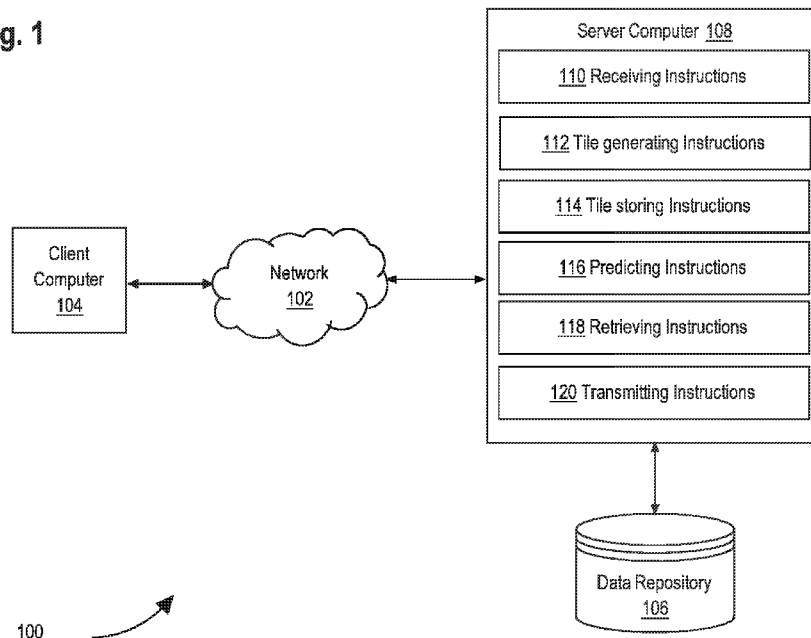 g. 1
Server Computer 108
110 Receiving Instructions
112 Tile generating Instructions
114 Tile storing Instructions
116 Predicting Instructions
118 Retrieving Instructions
120 Transmitting Instructions
Client
Computer
104
Network
102
Data Repository
106
100